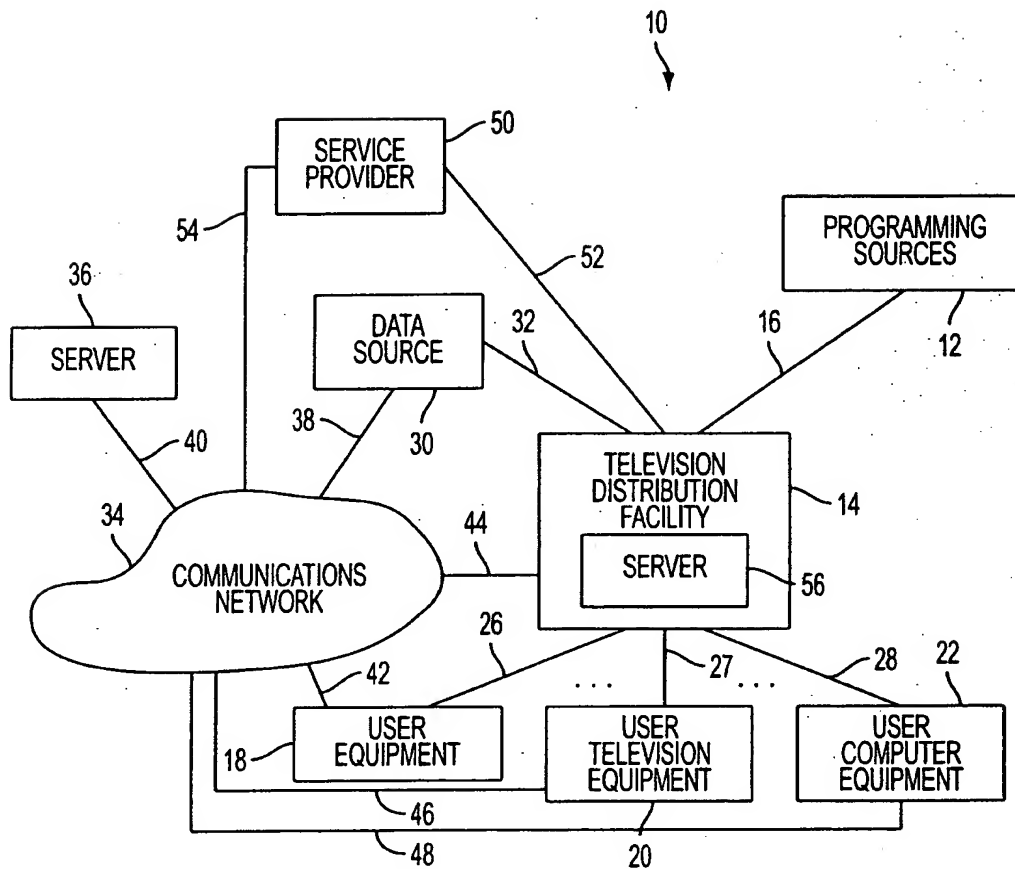 10
SERVICE
PROVIDER
50
54
52
PROGRAMMING
SOURCES
12
16
36
SERVER
40
DATA
SOURCE
30
32
38
34
COMMUNICATIONS
NETWORK
44
TELEVISION
DISTRIBUTION
FACILITY
14
SERVER
56
26
27
28
22
...
...
42
18
USER
EQUIPMENT
USER
TELEVISION
EQUIPMENT
USER
COMPUTER
EQUIPMENT
46
48
20